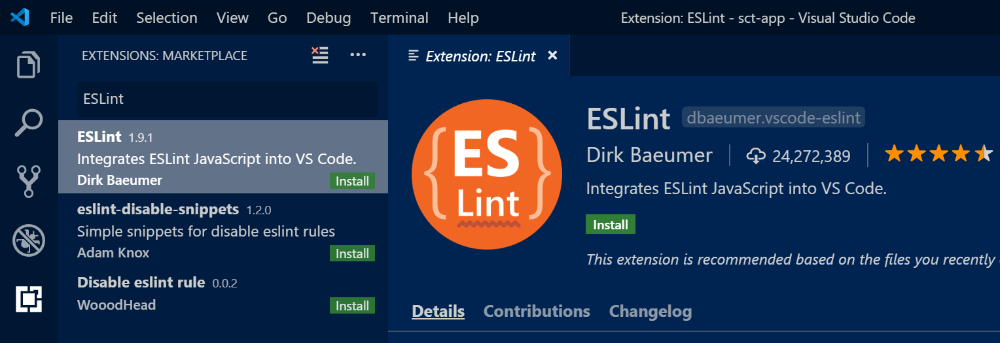 File Edit Selection View Go Debug Terminal Help Extension: ESLint - sct-app - Visual Studio Code
EXTENSIONS: MARKETPLACE
ESLint
ESLint 1.9.1
Integrates ESLint JavaScript into VS Code.
Dirk Baeumer Install
eslint-disable-snippets 1.2.0
Simple snippets for disable eslint rules
Adam Knox Install
Disable eslint rule 0.0.2
WooodHead Install
Extension: ESLint
{ES
Lint}
ESLint dbaeumer.vscode-eslint
Dirk Baeumer 24,272,389
Integrates ESLint JavaScript into VS Code.
Install
This extension is recommended based on the files you recently
Details Contributions Changelog